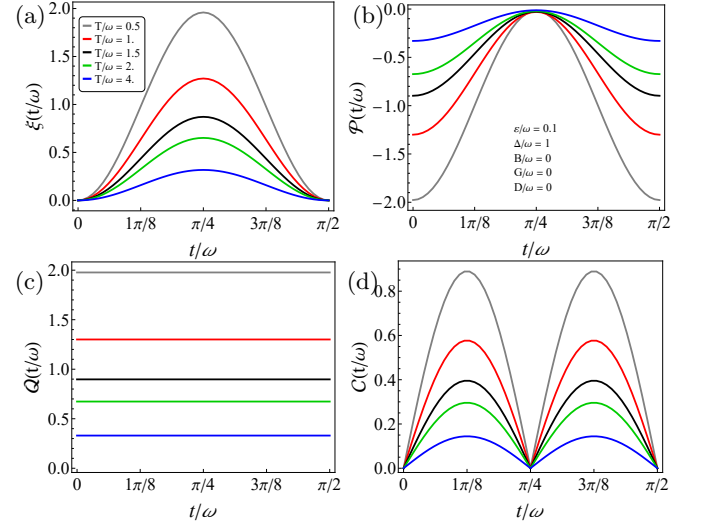 (a)
2.0
1.5
1.0
0.5
0.0
ξ(t/ω)
T/ω = 0.5
T/ω = 1.
T/ω = 1.5
T/ω = 2.
T/ω = 4.
0 1π/8 π/4 3π/8 π/2
t/ω
(b)
0.0
−0.5
−1.0
−1.5
−2.0
𝒫(t/ω)
ε/ω = 0.1
Δ/ω = 1
B/ω = 0
G/ω = 0
D/ω = 0
0 1π/8 π/4 3π/8 π/2
t/ω
(c)
2.0
1.5
1.0
0.5
0.0
Q(t/ω)
0 1π/8 π/4 3π/8 π/2
t/ω
(d)
0.8
0.6
0.4
0.2
0.0
C(t/ω)
0 1π/8 π/4 3π/8 π/2
t/ω